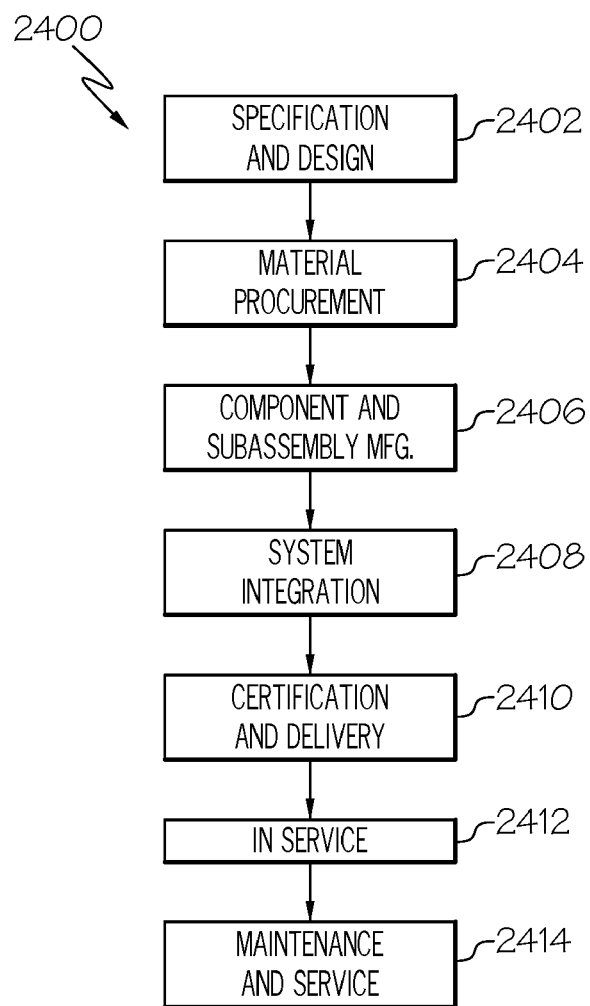 2400
SPECIFICATION
AND DESIGN
2402
MATERIAL
PROCUREMENT
2404
COMPONENT AND
SUBASSEMBLY MFG.
2406
SYSTEM
INTEGRATION
2408
CERTIFICATION
AND DELIVERY
2410
IN SERVICE
2412
MAINTENANCE
AND SERVICE
2414